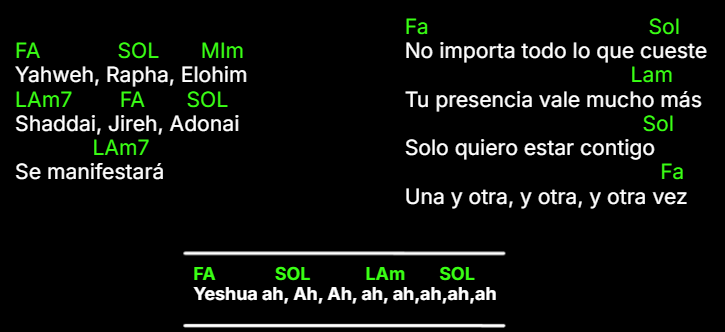 FA SOL MIm
Yahweh, Rapha, Elohim
LAm7 FA SOL
Shaddai, Jireh, Adonai
LAm7
Se manifestará
Fa Sol
No importa todo lo que cueste
Lam
Tu presencia vale mucho más
Sol
Solo quiero estar contigo
Fa
Una y otra, y otra, y otra vez
FA SOL LAm SOL
Yeshua ah, Ah, Ah, ah, ah,ah,ah,ah